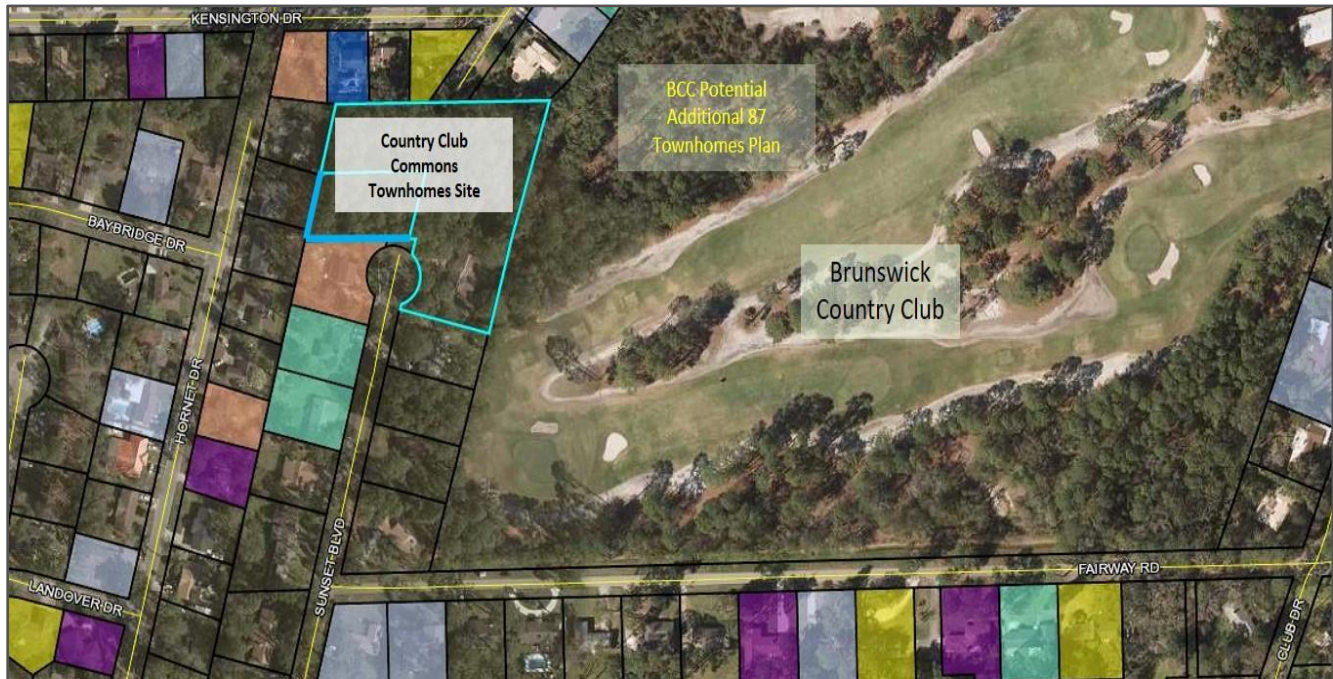 KENSINGTON DR
BCC Potential
Additional 87
Townhomes Plan
Country Club
Commons
Townhomes Site
BAYBRIDGE DR
Brunswick
Country Club
HORNET DR
SUNSET BLVD
LANDOVER DR
FAIRWAY RD
CLUB DR